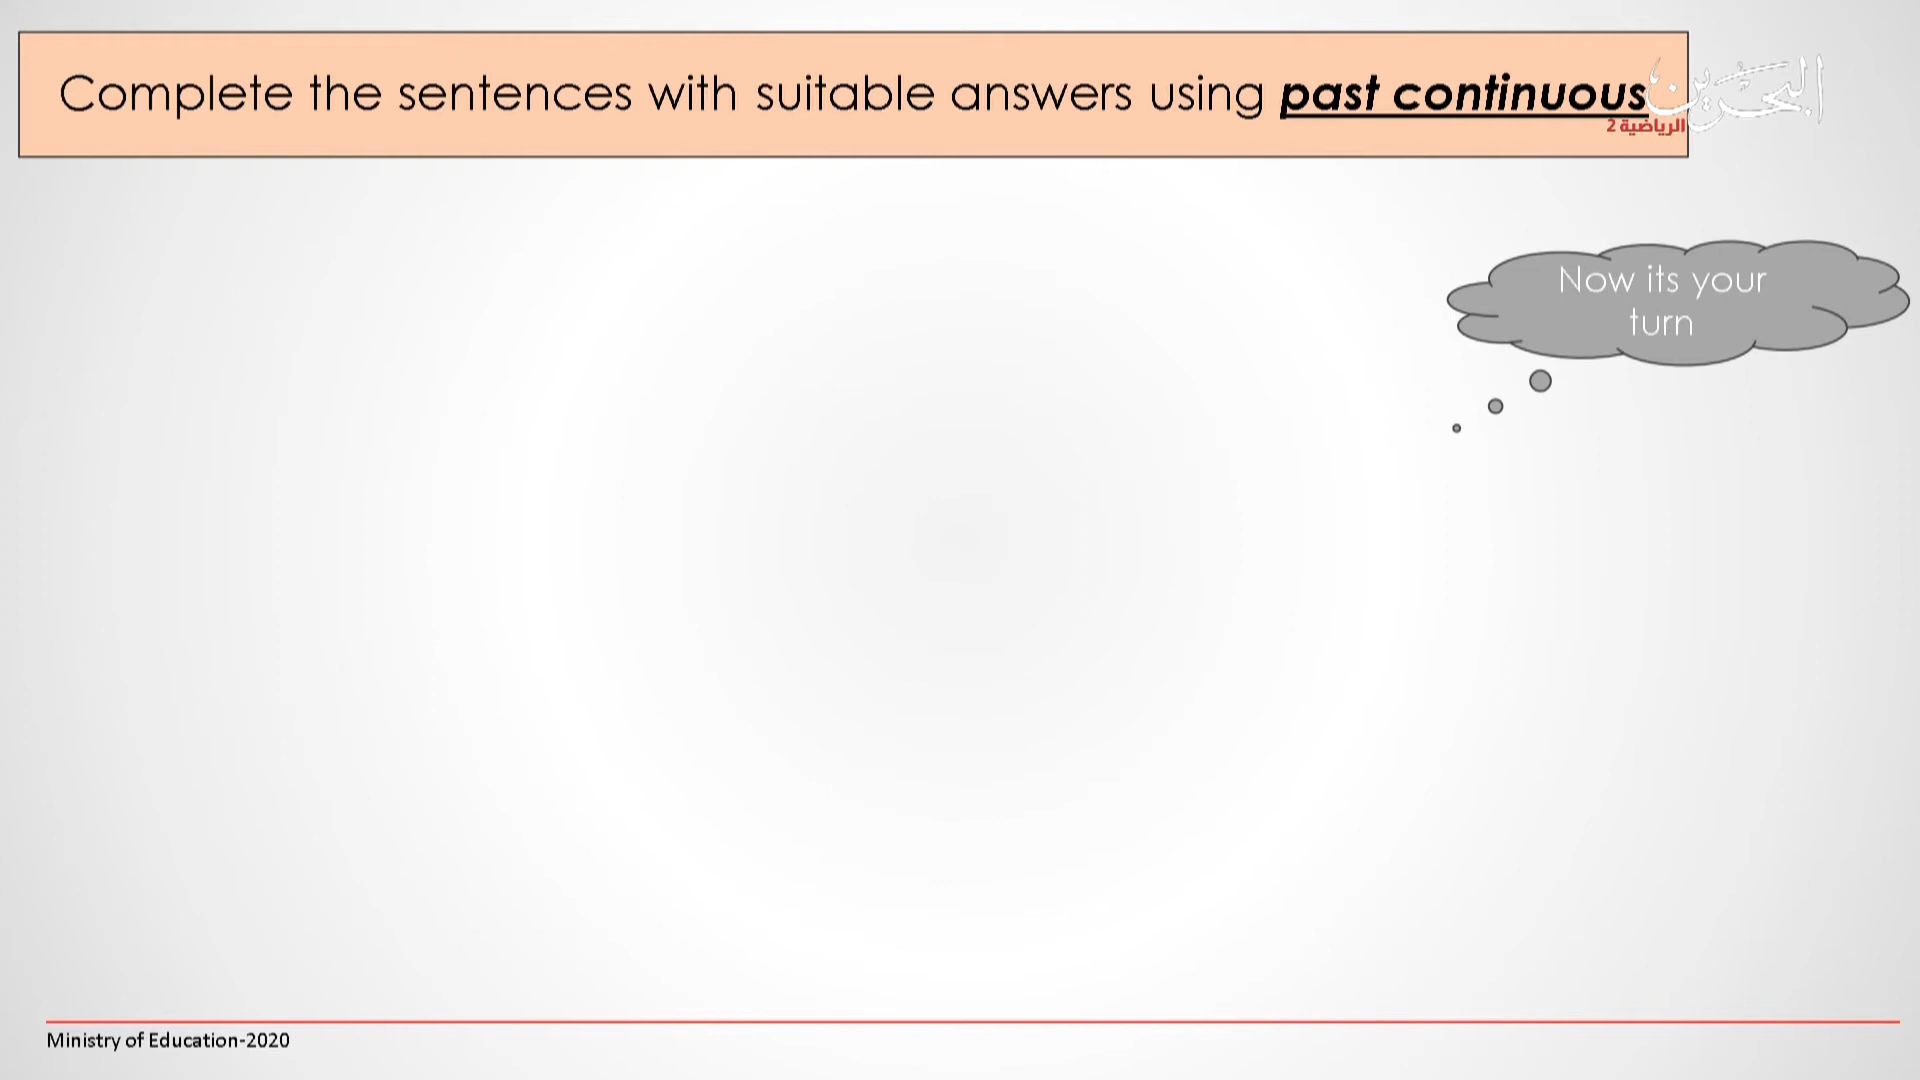 Complete the sentences with suitable answers using past continuous
البحرين
الرياضية 2
Now its your
turn
Ministry of Education-2020